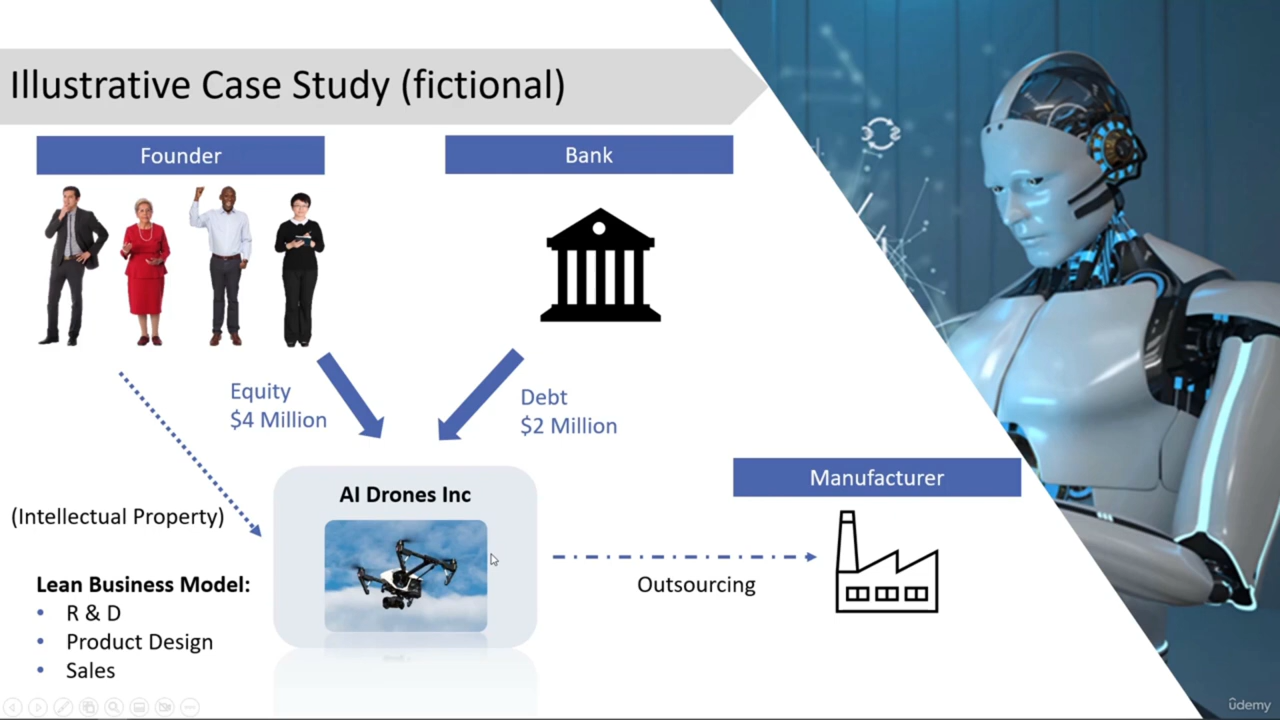 Illustrative Case Study (fictional)
Founder
Bank
Equity
$4 Million
Debt
$2 Million
AI Drones Inc
Manufacturer
(Intellectual Property)
Outsourcing
Lean Business Model:
• R & D
• Product Design
• Sales
ûdemy